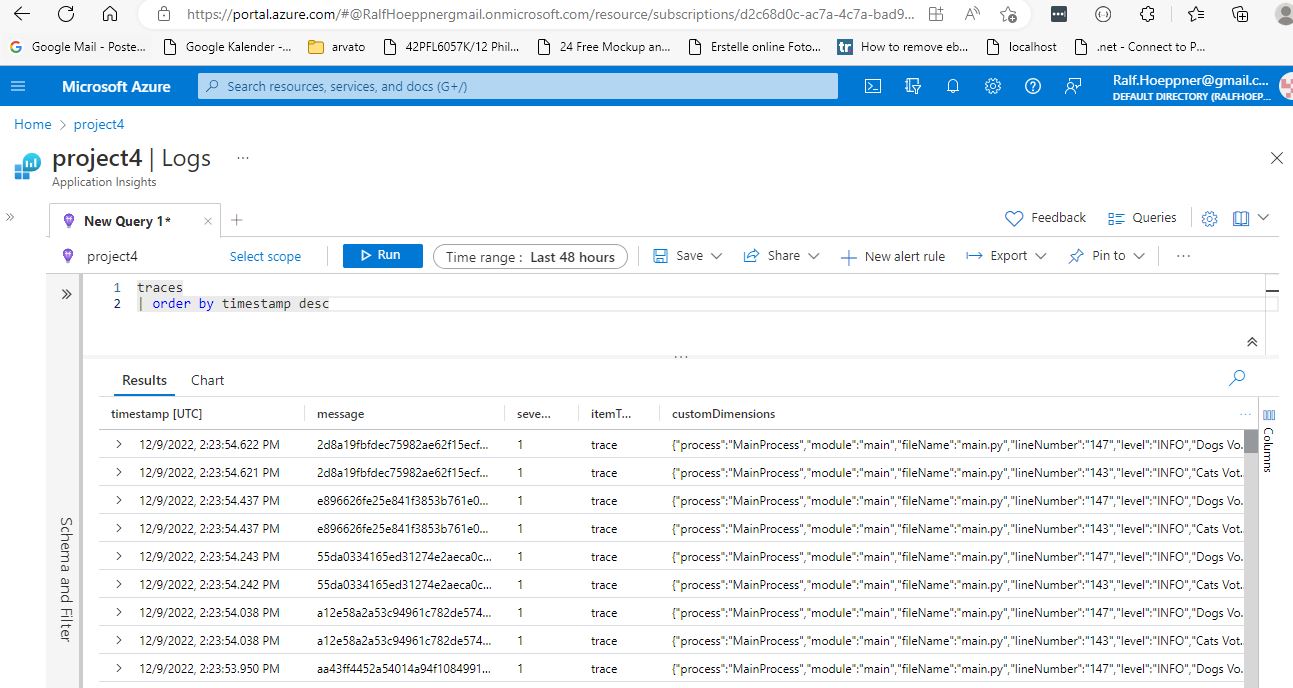 https://portal.azure.com/#@RalfHoeppnergmail.onmicrosoft.com/resource/subscriptions/d2c68d0c-ac7a-4c7a-bad9...
Google Mail - Poste... Google Kalender -... arvato 42PFL6057K/12 Phil... 24 Free Mockup an... Erstelle online Foto... tr How to remove eb... localhost .net - Connect to P...
Microsoft Azure Search resources, services, and docs (G+/) Ralf.Hoeppner@gmail.c...
DEFAULT DIRECTORY (RALFHOEP...
Home > project4
project4 | Logs ...
Application Insights
New Query 1* Feedback Queries
project4 Select scope Run Time range : Last 48 hours Save Share New alert rule Export Pin to ...
1 traces
2 | order by timestamp desc
Results Chart
timestamp [UTC] message seve... itemT... customDimensions ...
12/9/2022, 2:23:54.622 PM 2d8a19fbfdec75982ae62f15ecf... 1 trace {"process":"MainProcess","module":"main","fileName":"main.py","lineNumber":"147","level":"INFO","Dogs Vo...
12/9/2022, 2:23:54.621 PM 2d8a19fbfdec75982ae62f15ecf... 1 trace {"process":"MainProcess","module":"main","fileName":"main.py","lineNumber":"143","level":"INFO","Cats Vot...
12/9/2022, 2:23:54.437 PM e896626fe25e841f3853b761e0... 1 trace {"process":"MainProcess","module":"main","fileName":"main.py","lineNumber":"147","level":"INFO","Dogs Vo...
12/9/2022, 2:23:54.437 PM e896626fe25e841f3853b761e0... 1 trace {"process":"MainProcess","module":"main","fileName":"main.py","lineNumber":"143","level":"INFO","Cats Vot...
12/9/2022, 2:23:54.243 PM 55da0334165ed31274e2aeca0c... 1 trace {"process":"MainProcess","module":"main","fileName":"main.py","lineNumber":"147","level":"INFO","Dogs Vo...
12/9/2022, 2:23:54.242 PM 55da0334165ed31274e2aeca0c... 1 trace {"process":"MainProcess","module":"main","fileName":"main.py","lineNumber":"143","level":"INFO","Cats Vot...
12/9/2022, 2:23:54.038 PM a12e58a2a53c94961c782de574... 1 trace {"process":"MainProcess","module":"main","fileName":"main.py","lineNumber":"147","level":"INFO","Dogs Vo...
12/9/2022, 2:23:54.038 PM a12e58a2a53c94961c782de574... 1 trace {"process":"MainProcess","module":"main","fileName":"main.py","lineNumber":"143","level":"INFO","Cats Vot...
12/9/2022, 2:23:53.950 PM aa43ff4452a54014a94f1084991... 1 trace {"process":"MainProcess","module":"main","fileName":"main.py","lineNumber":"147","level":"INFO","Dogs Vo...
Schema and Filter
Columns